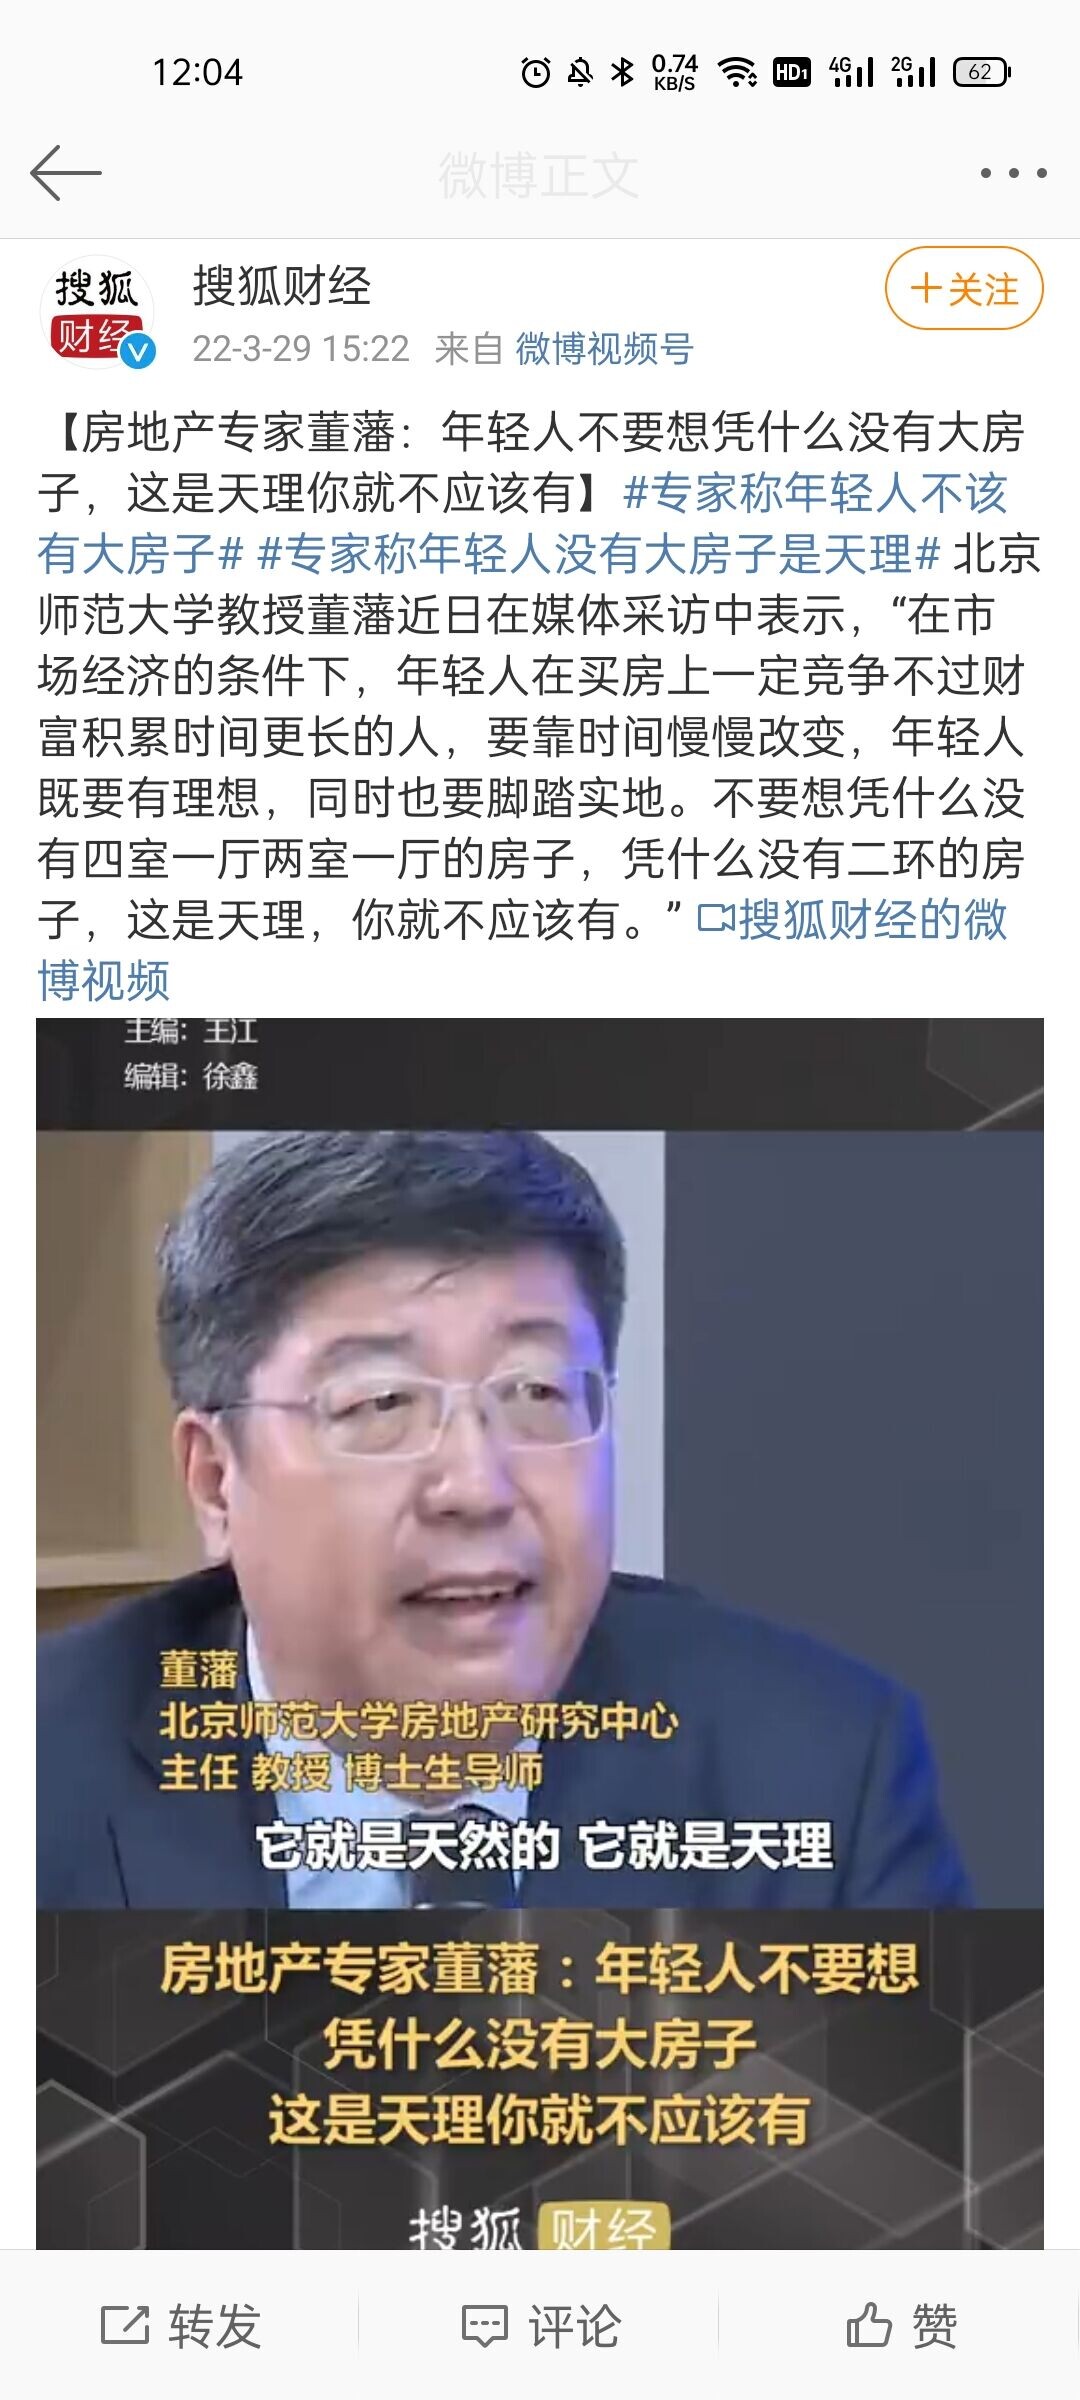 12:04
0.74
KB/S
HD1
4G
2G
62
微博正文
搜狐
财经
搜狐财经
+关注
22-3-29 15:22 来自 微博视频号
【房地产专家董藩：年轻人不要想凭什么没有大房
子，这是天理你就不应该有】#专家称年轻人不该
有大房子# #专家称年轻人没有大房子是天理# 北京
师范大学教授董藩近日在媒体采访中表示，“在市
场经济的条件下，年轻人在买房上一定竞争不过财
富积累时间更长的人，要靠时间慢慢改变，年轻人
既要有理想，同时也要脚踏实地。不要想凭什么没
有四室一厅两室一厅的房子，凭什么没有二环的房
子，这是天理，你就不应该有。” 搜狐财经的微
博视频
主编：王江
编辑：徐鑫
董藩
北京师范大学房地产研究中心
主任 教授 博士生导师
它就是天然的 它就是天理
房地产专家董藩：年轻人不要想
凭什么没有大房子
这是天理你就不应该有
搜狐 财经
转发
评论
赞